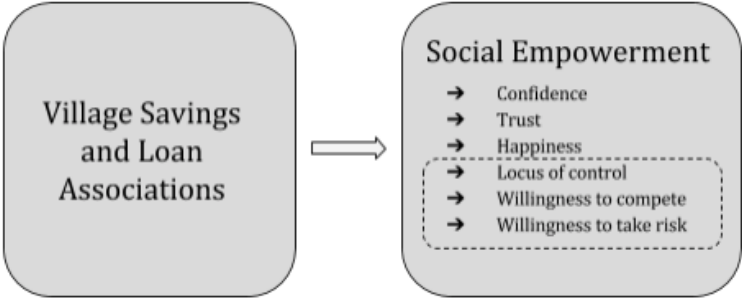 Village Savings
and Loan
Associations
Social Empowerment
➔ Confidence
➔ Trust
➔ Happiness
➔ Locus of control
➔ Willingness to compete
➔ Willingness to take risk